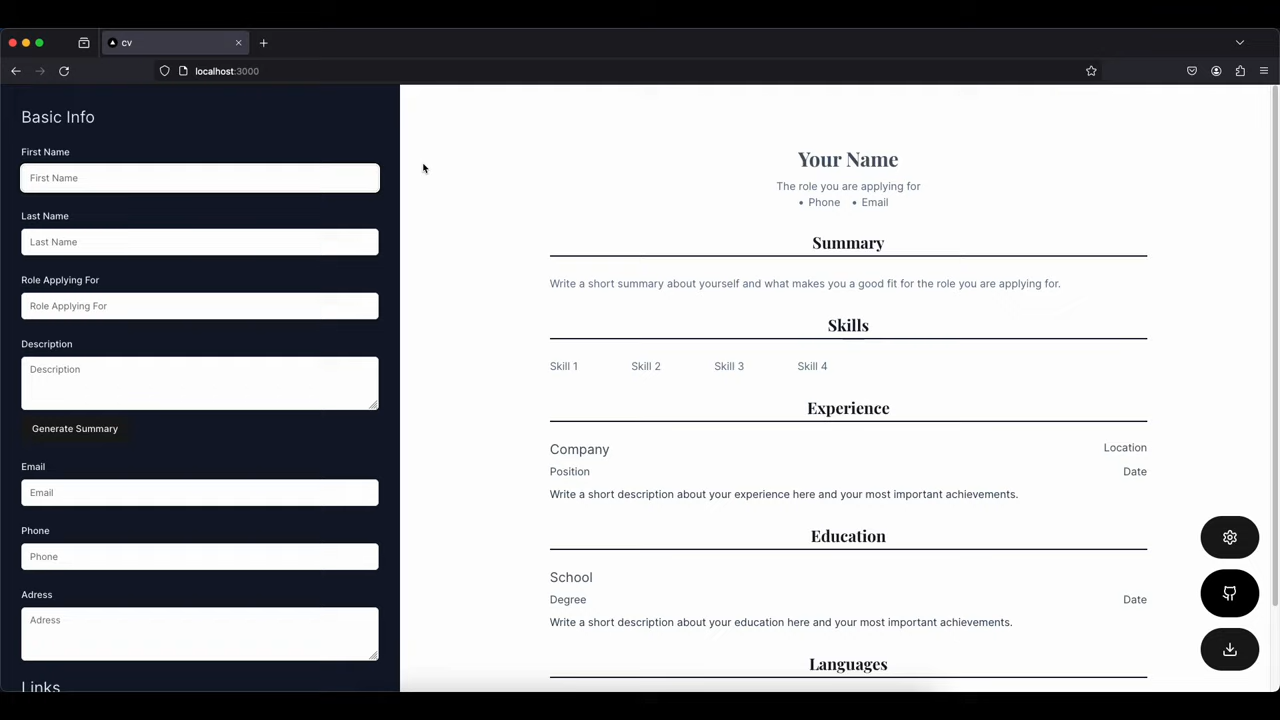 cv
localhost:3000
Basic Info
First Name
First Name
Last Name
Last Name
Role Applying For
Role Applying For
Description
Description
Generate Summary
Email
Email
Phone
Phone
Adress
Adress
Links
Your Name
The role you are applying for
• Phone • Email
Summary
Write a short summary about yourself and what makes you a good fit for the role you are applying for.
Skills
Skill 1 Skill 2 Skill 3 Skill 4
Experience
Company Location
Position Date
Write a short description about your experience here and your most important achievements.
Education
School
Degree Date
Write a short description about your education here and your most important achievements.
Languages